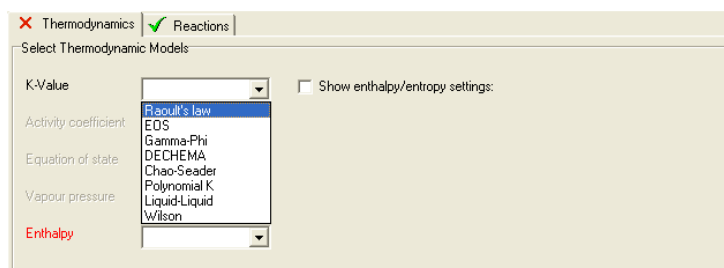 Thermodynamics Reactions
Select Thermodynamic Models
K-Value Show enthalpy/entropy settings:
Raoult's law
Activity coefficient EOS
Gamma-Phi
Equation of state DECHEMA
Chao-Seader
Polynomial K
Vapour pressure Liquid-Liquid
Wilson
Enthalpy